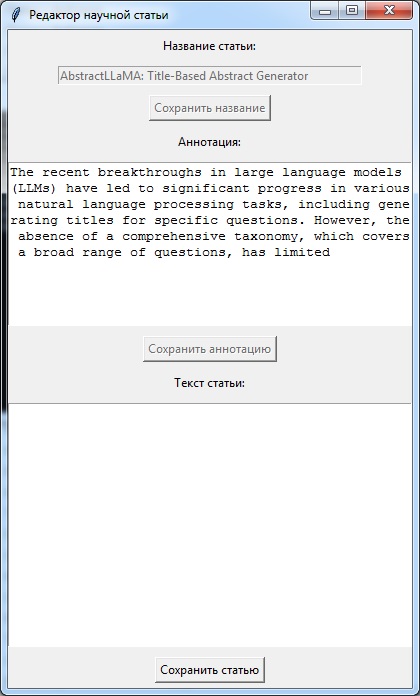 Редактор научной статьи
Название статьи:
AbstractLLaMA: Title-Based Abstract Generator
Сохранить название
Аннотация:
The recent breakthroughs in large language models
(LLMs) have led to significant progress in various
natural language processing tasks, including gene
rating titles for specific questions. However, the
absence of a comprehensive taxonomy, which covers
a broad range of questions, has limited
Сохранить аннотацию
Текст статьи:
Сохранить статью